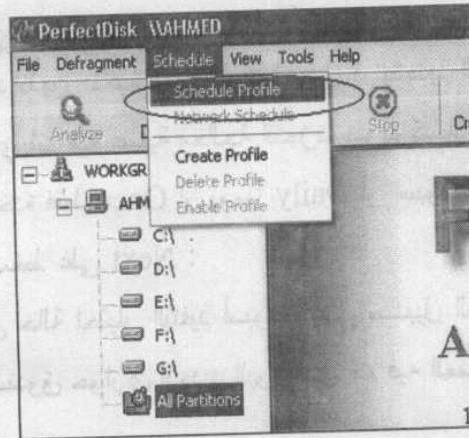 PerfectDisk \\AHMED
File Defragment Schedule View Tools Help
Schedule Profile
Network Schedule
Create Profile
Delete Profile
Enable Profile
Analyze
Stop
WORKGR
AHM
C:\
D:\
E:\
F:\
G:\
All Partitions
A